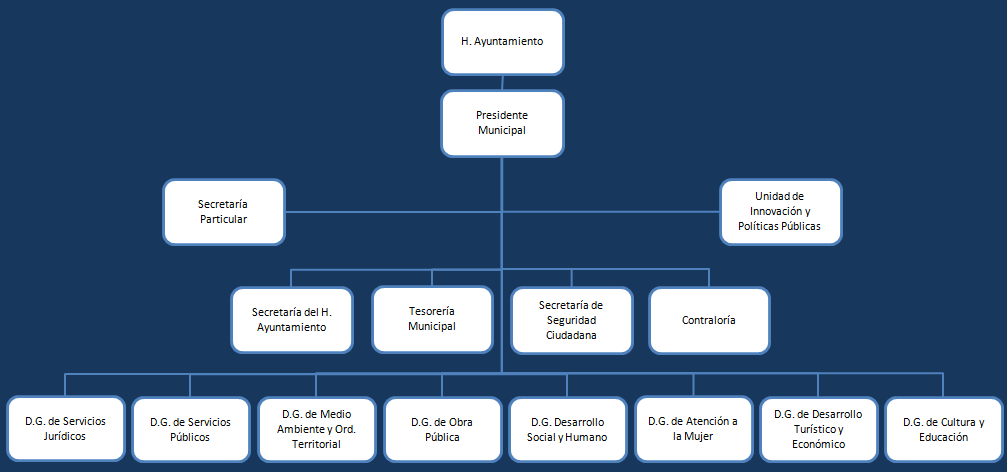 H. Ayuntamiento
Presidente
Municipal
Secretaría
Particular
Unidad de
Innovación y
Políticas Públicas
Secretaría del H.
Ayuntamiento
Tesorería
Municipal
Secretaría de
Seguridad
Ciudadana
Contraloría
D.G. de Servicios
Jurídicos
D.G. de Servicios
Públicos
D.G. de Medio
Ambiente y Ord.
Territorial
D.G. de Obra
Pública
D.G. Desarrollo
Social y Humano
D.G. de Atención a
la Mujer
D.G. de Desarrollo
Turístico y
Económico
D.G. de Cultura y
Educación